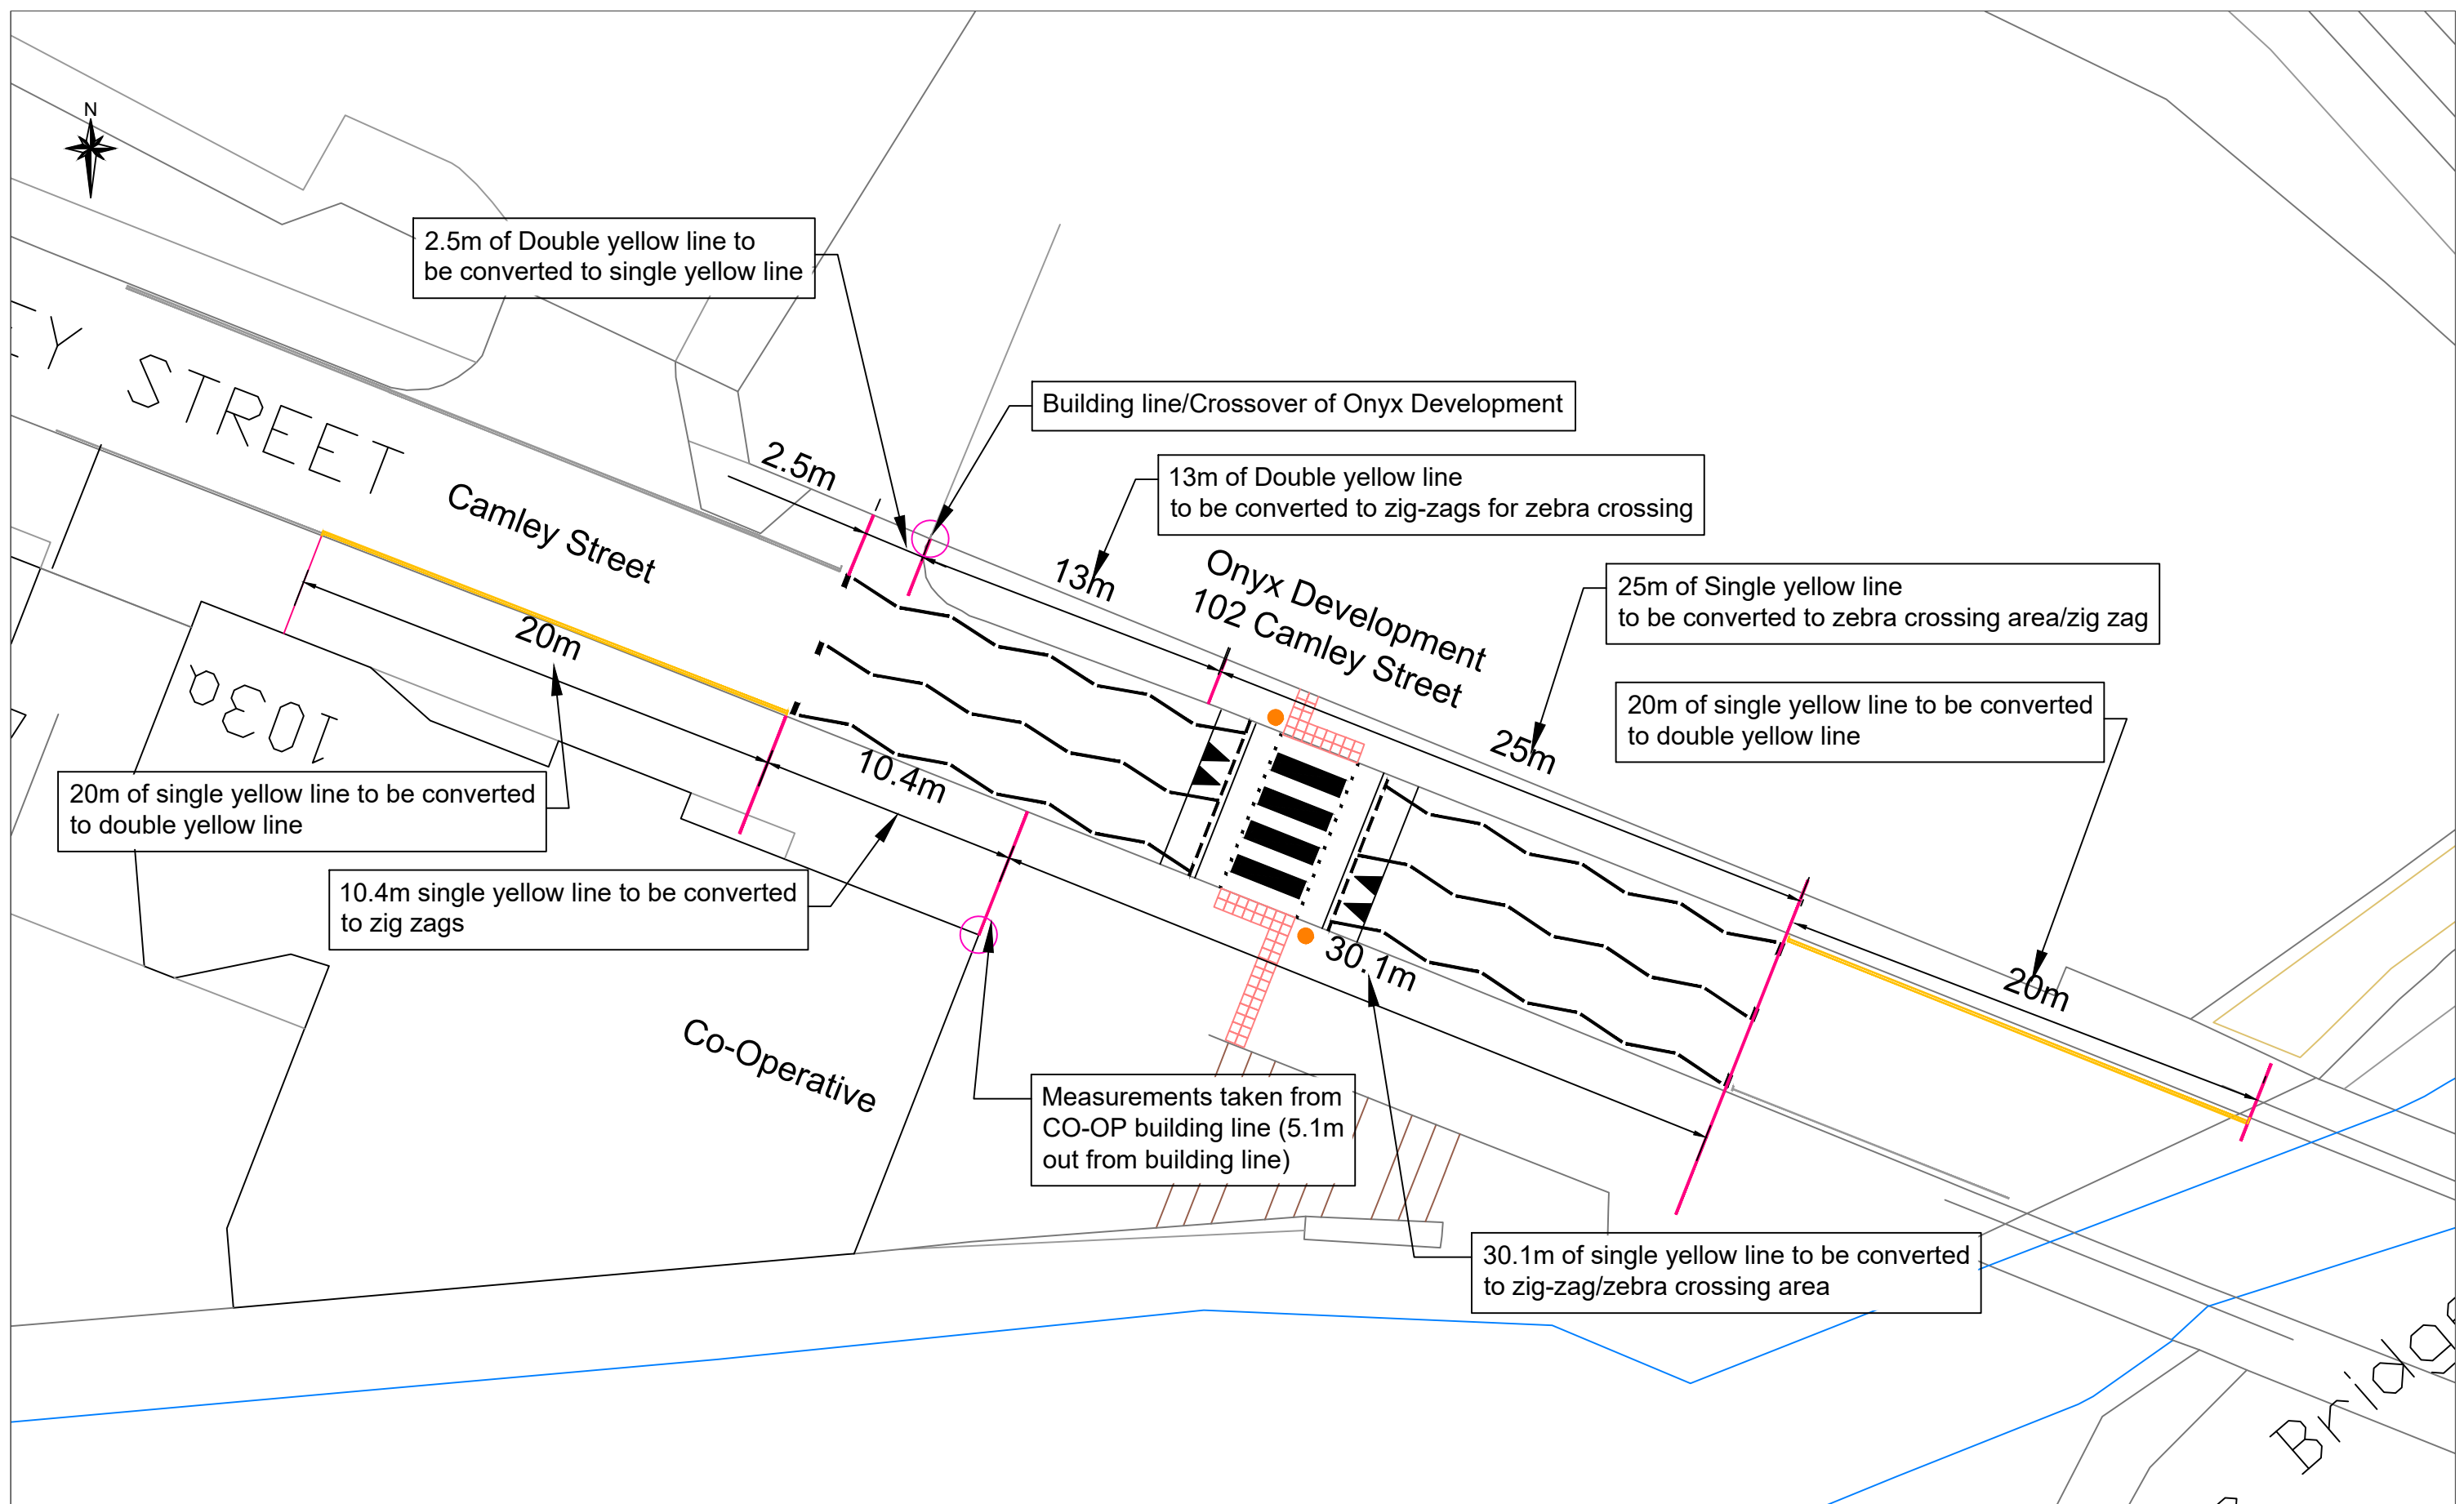 N
2.5m of Double yellow line to
be converted to single yellow line
EY STREET
Building line/Crossover of Onyx Development
2.5m
13m of Double yellow line
to be converted to zig-zags for zebra crossing
Camley Street
13m
Onyx Development
102 Camley Street
25m of Single yellow line
to be converted to zebra crossing area/zig zag
20m
103a
25m
20m of single yellow line to be converted
to double yellow line
20m of single yellow line to be converted
to double yellow line
10.4m
10.4m single yellow line to be converted
to zig zags
30.1m
20m
Co-Operative
Measurements taken from
CO-OP building line (5.1m
out from building line)
30.1m of single yellow line to be converted
to zig-zag/zebra crossing area